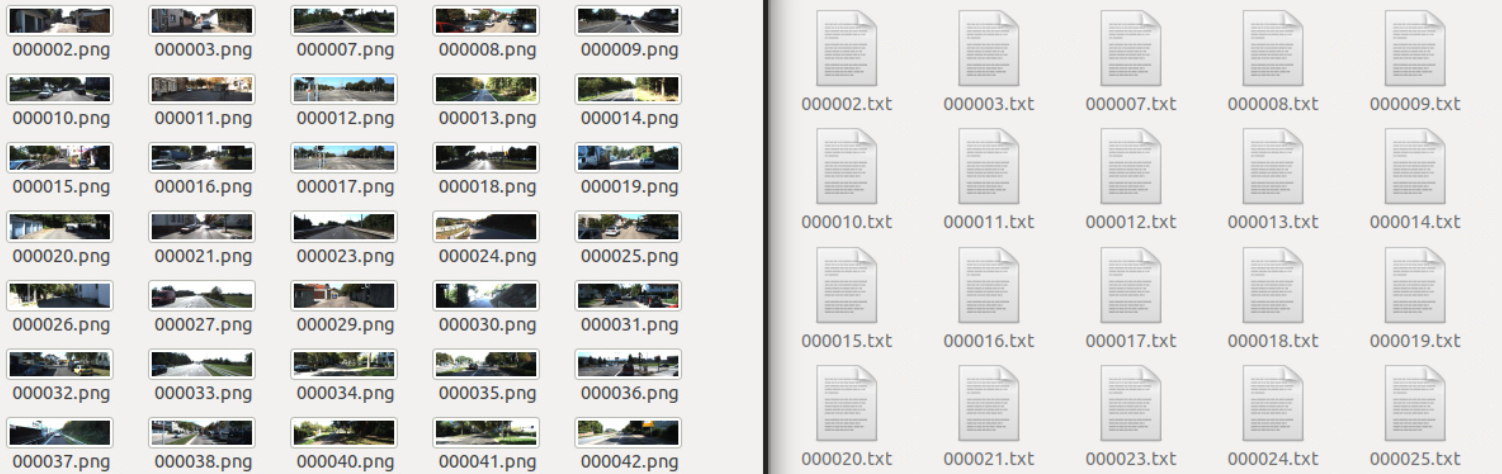 000002.png 000003.png 000007.png 000008.png 000009.png
000010.png 000011.png 000012.png 000013.png 000014.png
000015.png 000016.png 000017.png 000018.png 000019.png
000020.png 000021.png 000023.png 000024.png 000025.png
000026.png 000027.png 000029.png 000030.png 000031.png
000032.png 000033.png 000034.png 000035.png 000036.png
000037.png 000038.png 000040.png 000041.png 000042.png
000002.txt 000003.txt 000007.txt 000008.txt 000009.txt
000010.txt 000011.txt 000012.txt 000013.txt 000014.txt
000015.txt 000016.txt 000017.txt 000018.txt 000019.txt
000020.txt 000021.txt 000023.txt 000024.txt 000025.txt